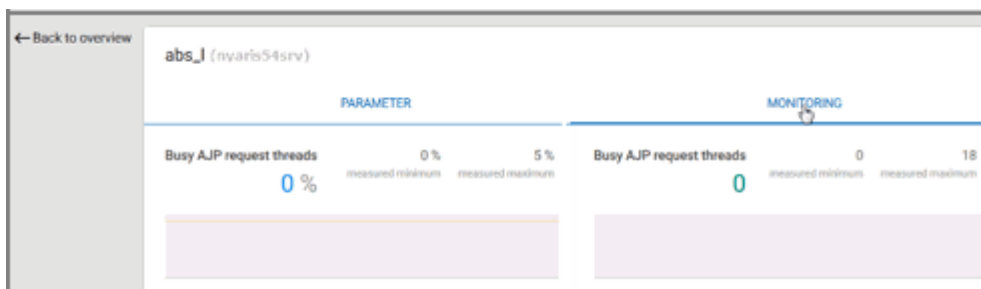 ←Back to overview
abs_l (nyaris54srv)
PARAMETER MONITORING
Busy AJP request threads 0 % 5 % Busy AJP request threads 0 18
0 % measured minimum measured maximum 0 measured minimum measured maximum